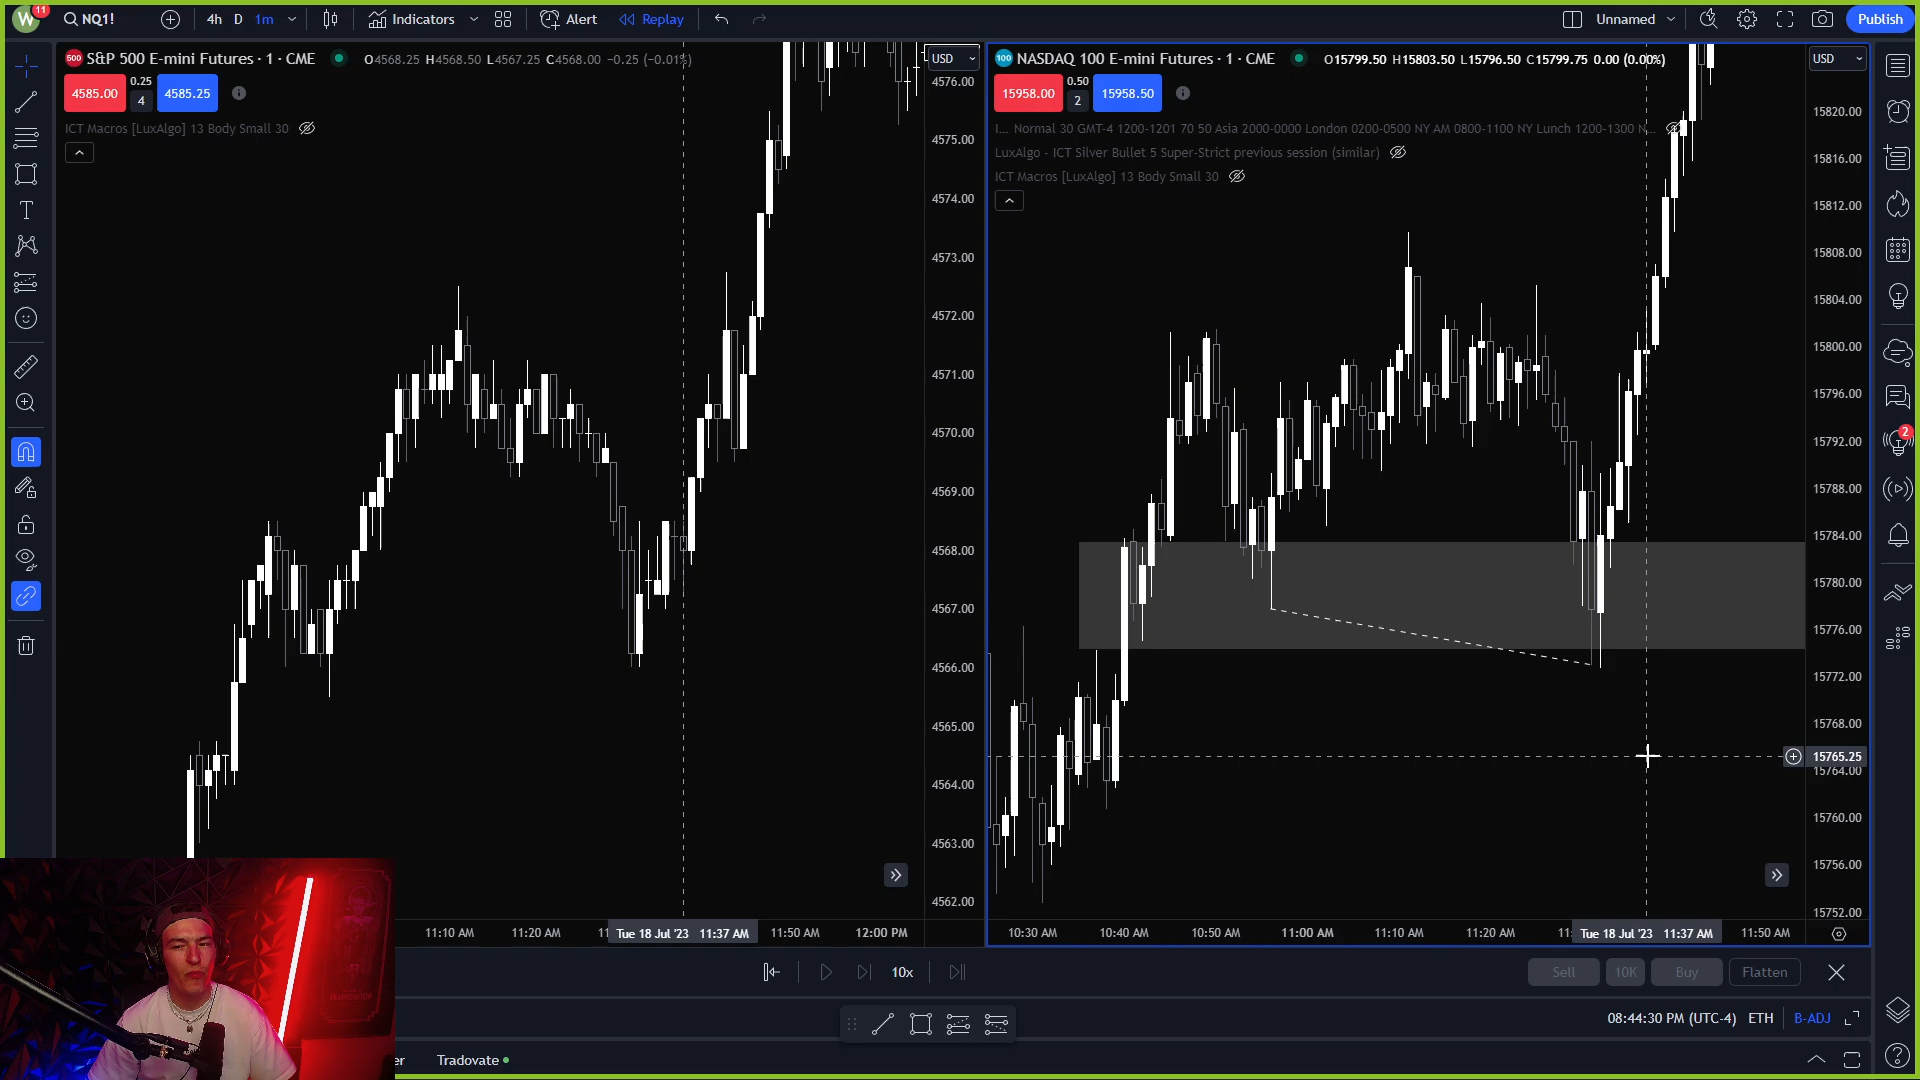 W
11
NQ1!
4h
D
1m
Indicators
Alert
Replay
Unnamed
Publish
500
S&P 500 E-mini Futures · 1 · CME
O4568.25 H4568.50 L4567.25 C4568.00 −0.25 (−0.01%)
USD
4585.00
0.25
4
4585.25
ICT Macros [LuxAlgo] 13 Body Small 30
4576.00
4575.00
4574.00
4573.00
4572.00
4571.00
4570.00
4569.00
4568.00
4567.00
4566.00
4565.00
4564.00
4563.00
4562.00
11:10 AM
11:20 AM
Tue 18 Jul '23 11:37 AM
11:50 AM
12:00 PM
100
NASDAQ 100 E-mini Futures · 1 · CME
O15799.50 H15803.50 L15796.50 C15799.75 0.00 (0.00%)
USD
15958.00
0.50
2
15958.50
I... Normal 30 GMT-4 1200-1201 70 50 Asia 2000-0000 London 0200-0500 NY AM 0800-1100 NY Lunch 1200-1300 N...
LuxAlgo - ICT Silver Bullet 5 Super-Strict previous session (similar)
ICT Macros [LuxAlgo] 13 Body Small 30
15820.00
15816.00
15812.00
15808.00
15804.00
15800.00
15796.00
15792.00
15788.00
15784.00
15780.00
15776.00
15772.00
15768.00
15765.25
15764.00
15760.00
15756.00
15752.00
10:30 AM
10:40 AM
10:50 AM
11:00 AM
11:10 AM
11:20 AM
Tue 18 Jul '23 11:37 AM
11:50 AM
2
10x
Sell
10K
Buy
Flatten
08:44:30 PM (UTC-4)
ETH
B-ADJ
er
Tradovate